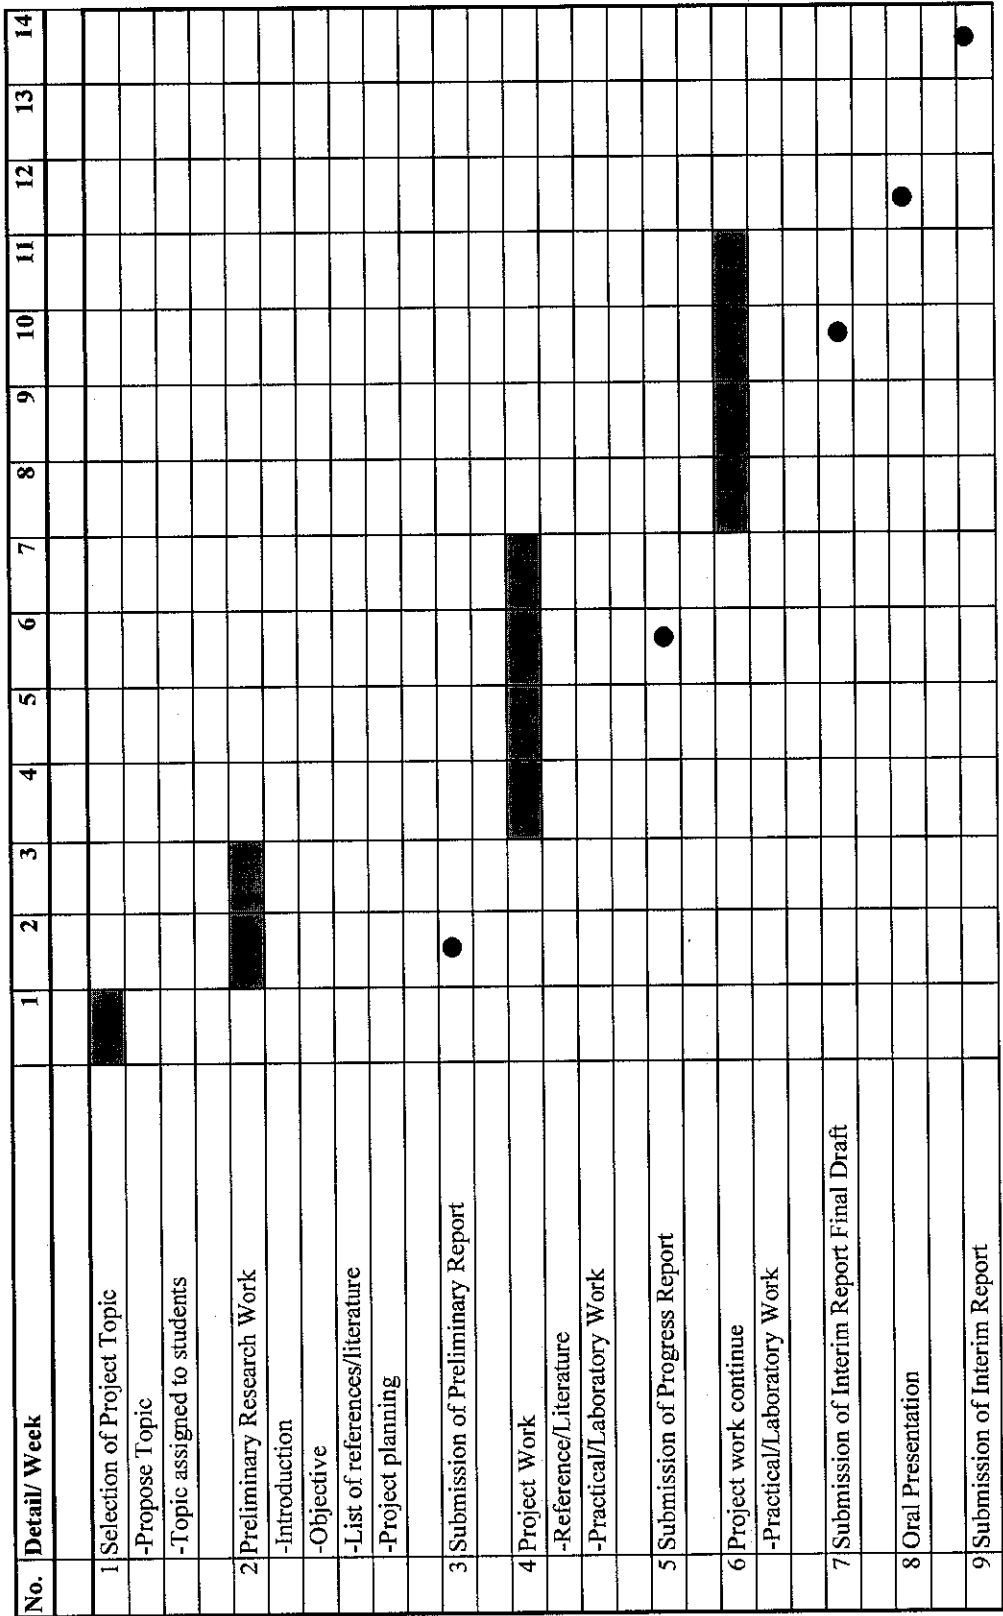 No. Detail/ Week 1 2 3 4 5 6 7 8 9 10 11 12 13 14
1 Selection of Project Topic
-Propose Topic
-Topic assigned to students
2 Preliminary Research Work
-Introduction
-Objective
-List of references/literature
-Project planning
3 Submission of Preliminary Report
4 Project Work
-Reference/Literature
-Practical/Laboratory Work
5 Submission of Progress Report
6 Project work continue
-Practical/Laboratory Work
7 Submission of Interim Report Final Draft
8 Oral Presentation
9 Submission of Interim Report